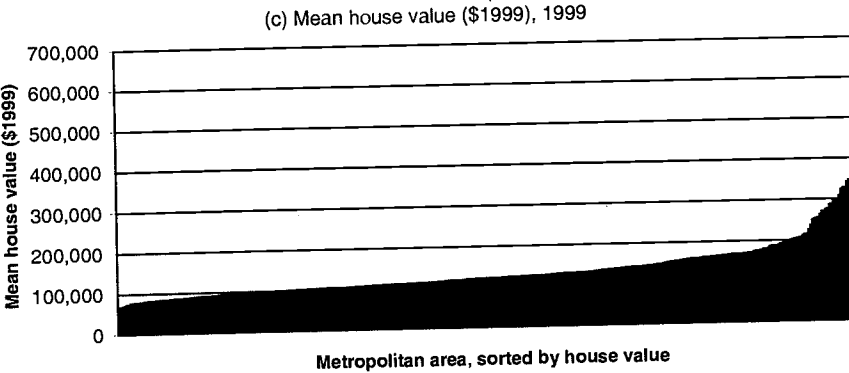 (c) Mean house value ($1999), 1999
700,000
600,000
500,000
400,000
300,000
200,000
100,000
0
Mean house value ($1999)
Metropolitan area, sorted by house value